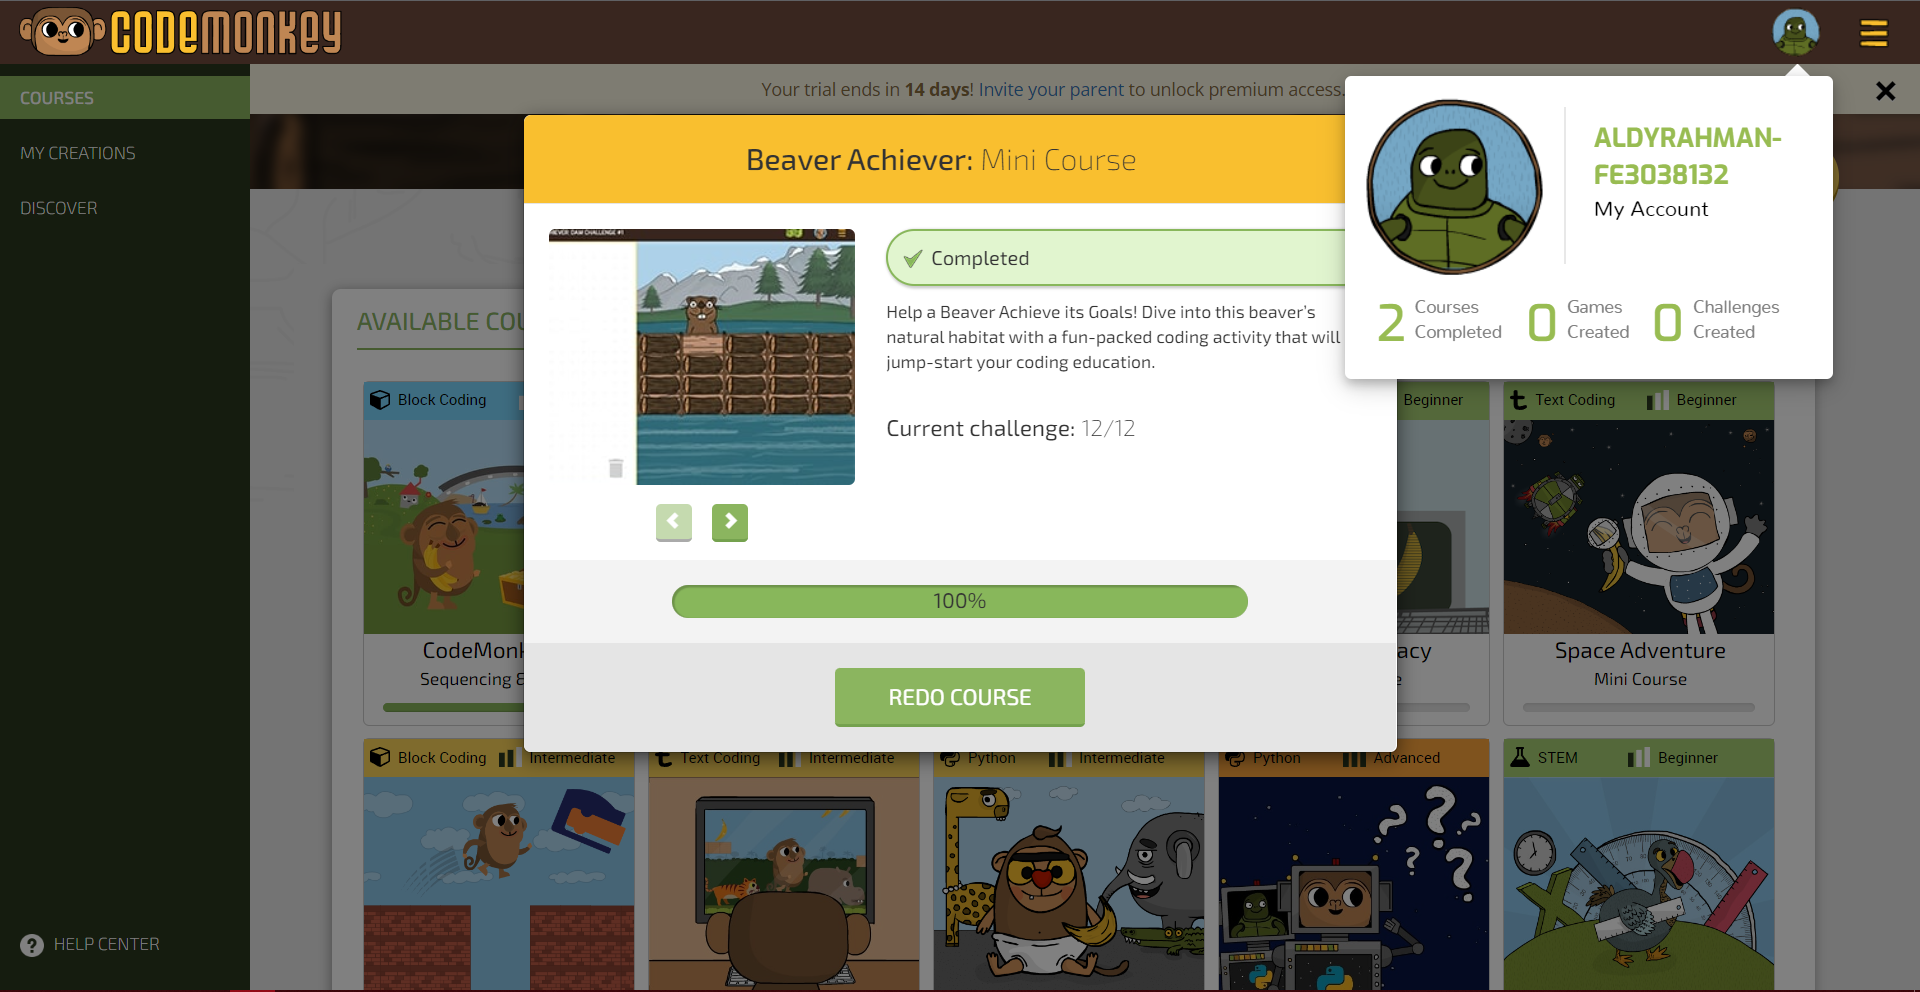 CODEMONKEY
COURSES
MY CREATIONS
DISCOVER
HELP CENTER
Your trial ends in 14 days! Invite your parent to unlock premium access.
Beaver Achiever: Mini Course
Completed
Help a Beaver Achieve its Goals! Dive into this beaver's
natural habitat with a fun-packed coding activity that will
jump-start your coding education.
Current challenge: 12/12
100%
REDO COURSE
ALDYRAHMAN-
FE3038132
My Account
2 Courses Completed
0 Games Created
0 Challenges Created
AVAILABLE COU
Block Coding
Beginner
Text Coding Beginner
CodeMonk
Sequencing &
acy
Space Adventure
Mini Course
Block Coding Intermediate
Text Coding Intermediate
Python Intermediate
Python Advanced
STEM Beginner